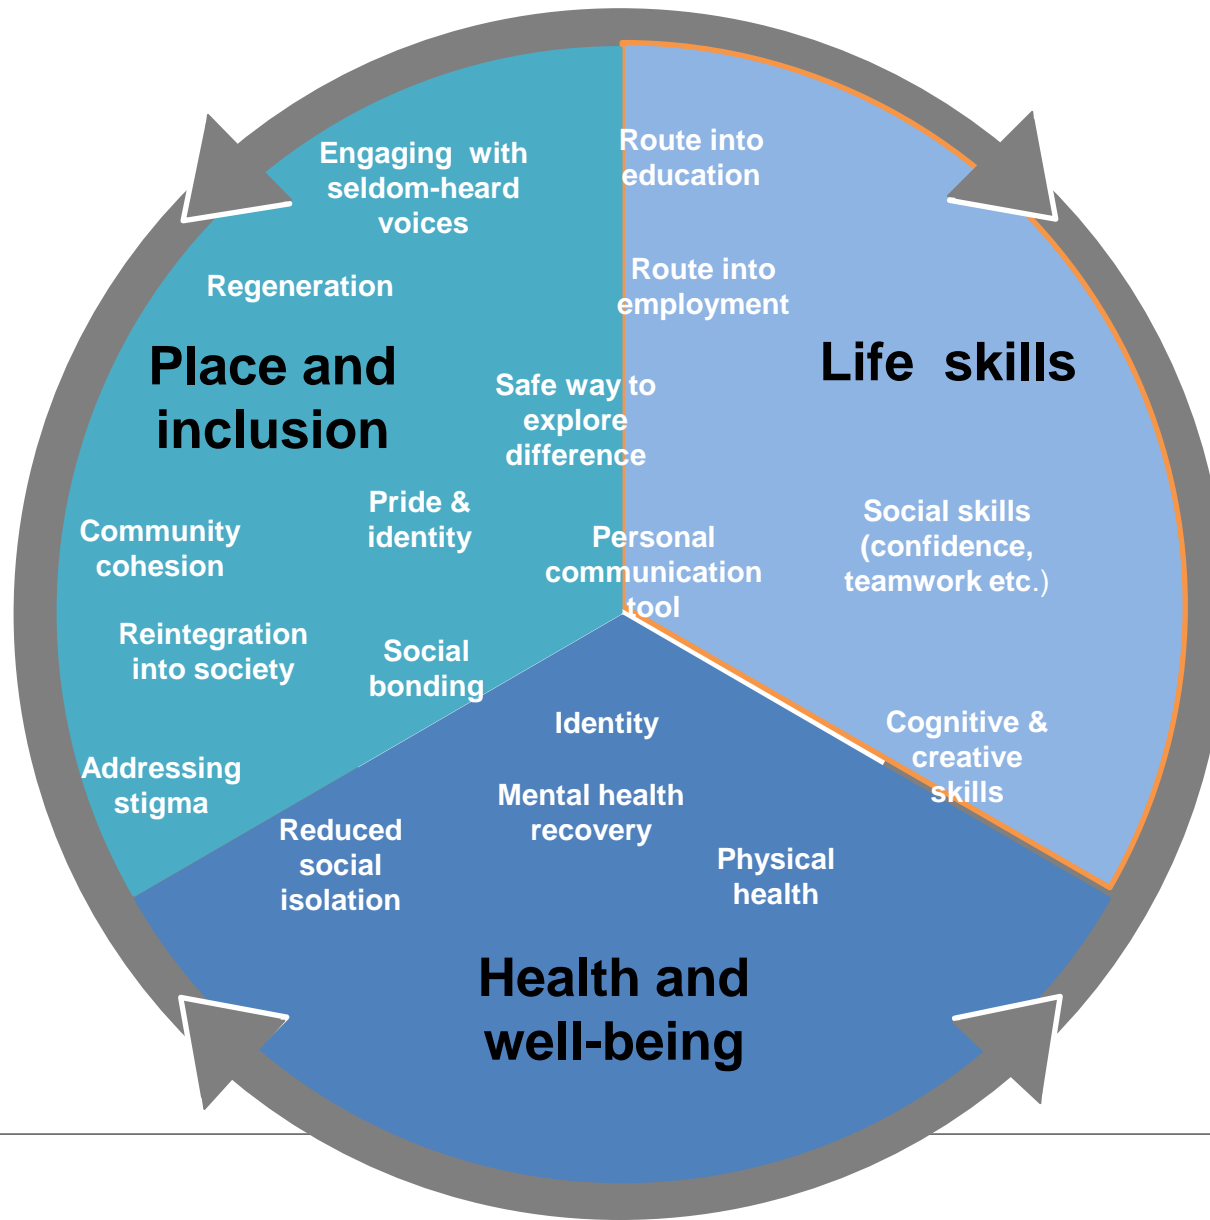 Engaging  with
seldom-heard
voices
Regeneration
Place and
inclusion
Safe way to
explore
difference
Pride &
identity
Community
cohesion
Reintegration
into society
Social
bonding
Addressing
stigma
Route into
education
Route into
employment
Life  skills
Personal
communication
tool
Social skills
(confidence,
teamwork etc.)
Cognitive &
creative
skills
Identity
Mental health
recovery
Reduced
social
isolation
Physical
health
Health and
well-being